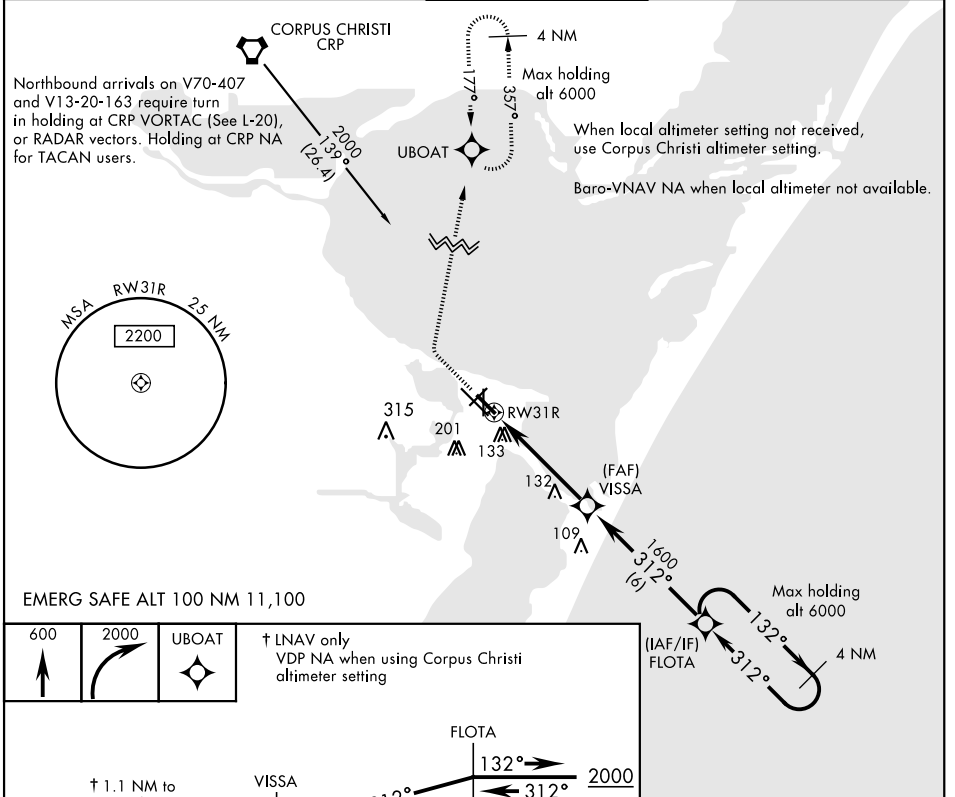 CORPUS CHRISTI
CRP
4 NM
Northbound arrivals on V70-407
and V13-20-163 require turn
in holding at CRP VORTAC (See L-20),
or RADAR vectors. Holding at CRP NA
for TACAN users.
2000
139°
(26.4)
177°
357°
Max holding
alt 6000
UBOAT
When local altimeter setting not received,
use Corpus Christi altimeter setting.
Baro-VNAV NA when local altimeter not available.
MSA RW31R 25 NM
2200
315
201
133
RW31R
132
(FAF)
VISSA
109
1600
312°
(6)
Max holding
alt 6000
132°
312°
4 NM
(IAF/IF)
FLOTA
EMERG SAFE ALT 100 NM 11,100
600
2000
UBOAT
† LNAV only
VDP NA when using Corpus Christi
altimeter setting
FLOTA
132°
2000
312°
† 1.1 NM to
VISSA
312°